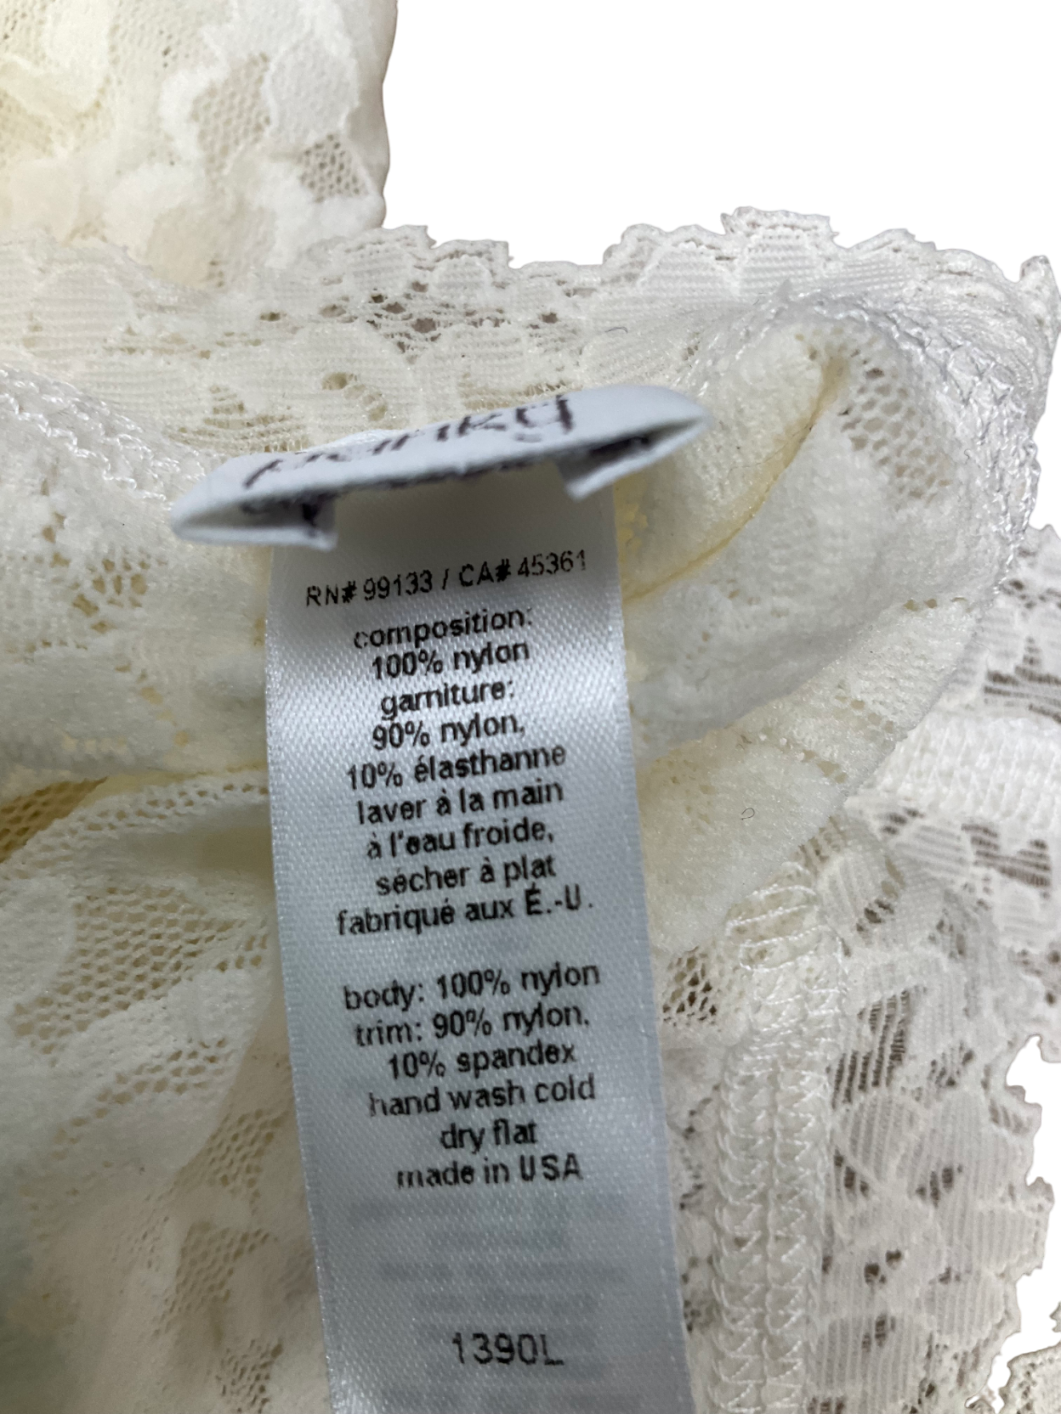 RN# 99133 / CA# 45361
composition:
100% nylon
garniture:
90% nylon,
10% élasthanne
laver à la main
à l'eau froide,
sécher à plat
fabriqué aux É.-U.
body: 100% nylon
trim: 90% nylon,
10% spandex
hand wash cold
dry flat
made in USA
1390L